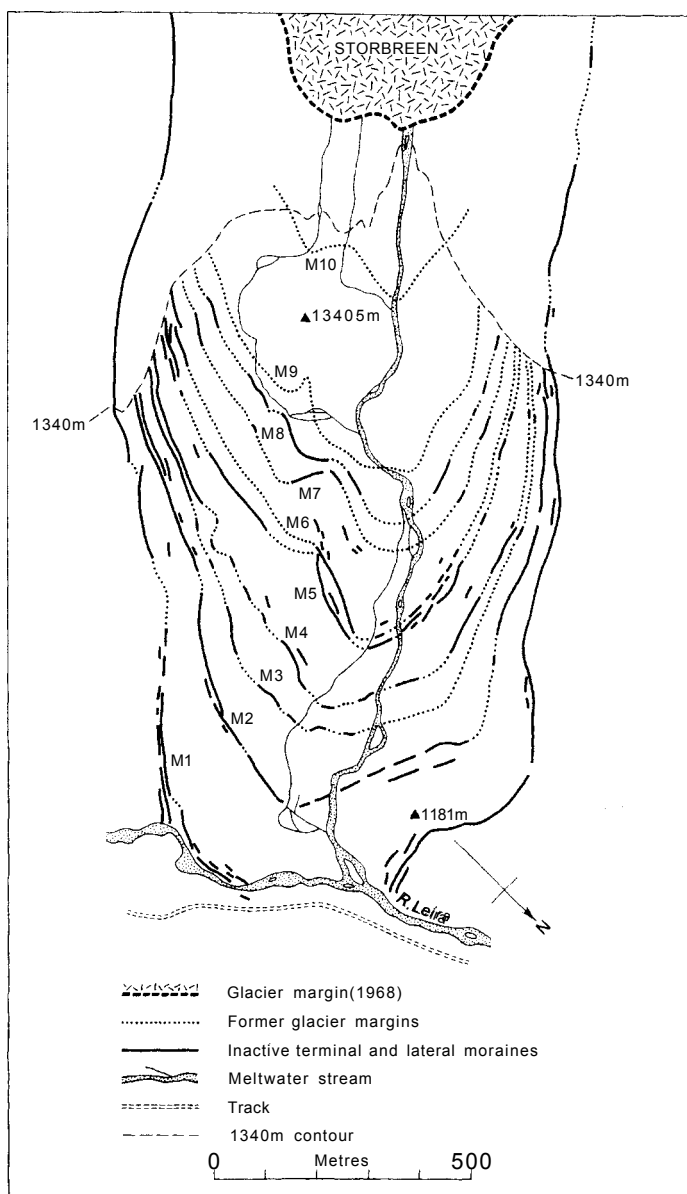 STORBREEN
M10
13405m
M9
1340m
1340m
M8
M7
M6
M5
M4
M3
M2
M1
1181m
R. Leira
N
Glacier margin(1968)
Former glacier margins
Inactive terminal and lateral moraines
Meltwater stream
Track
1340m contour
0 Metres 500